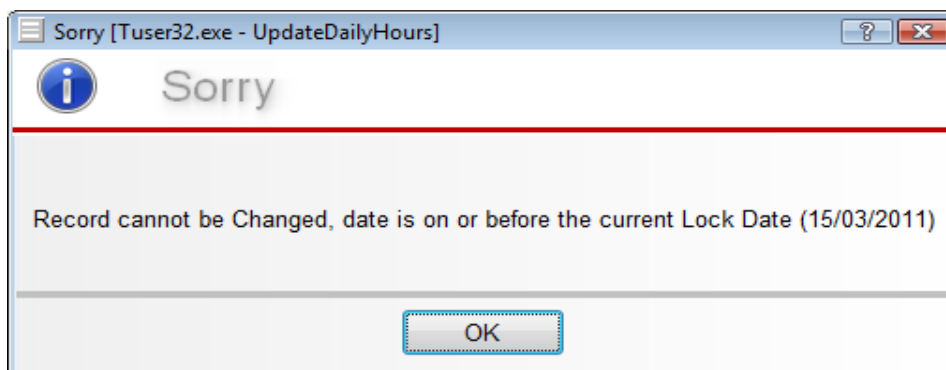 Sorry [Tuser32.exe - UpdateDailyHours]
Sorry
Record cannot be Changed, date is on or before the current Lock Date (15/03/2011)
OK